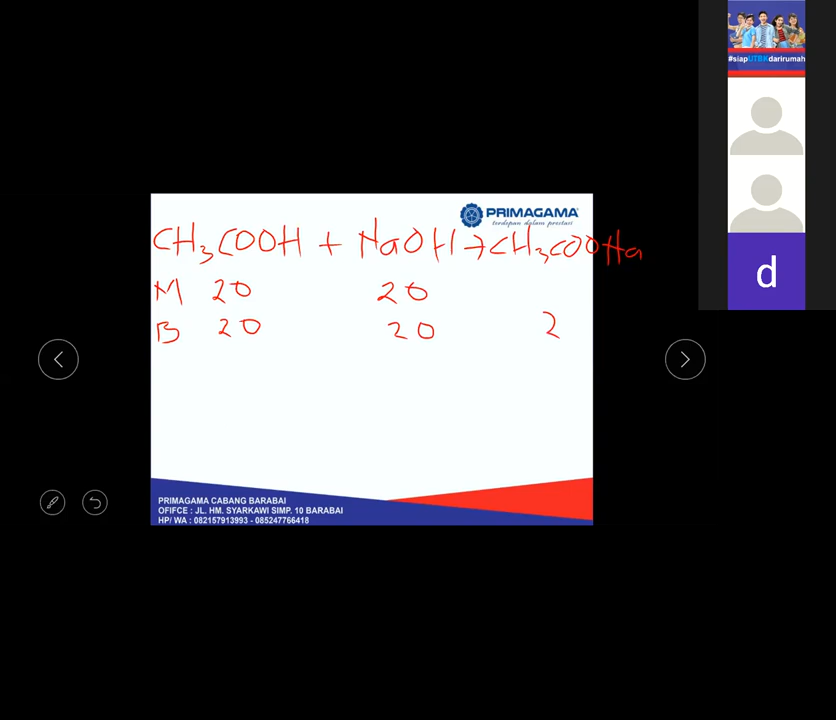 #siapUTBKdarirumah
PRIMAGAMA
terdepan dalam prestasi
CH3COOH + NaOH → CH3COONa
M 20 20
B 20 20 2
d
PRIMAGAMA CABANG BARABAI
OFIFCE : JL. HM. SYARKAWI SIMP. 10 BARABAI
HP/ WA : 082157913993 - 085247766418